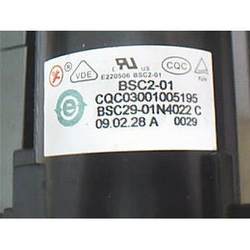 VDE
E220506 BSC2-01
CQC
BSC2-01
CQC03001005195
BSC29-01N4022 C
09.02.28 A 0029